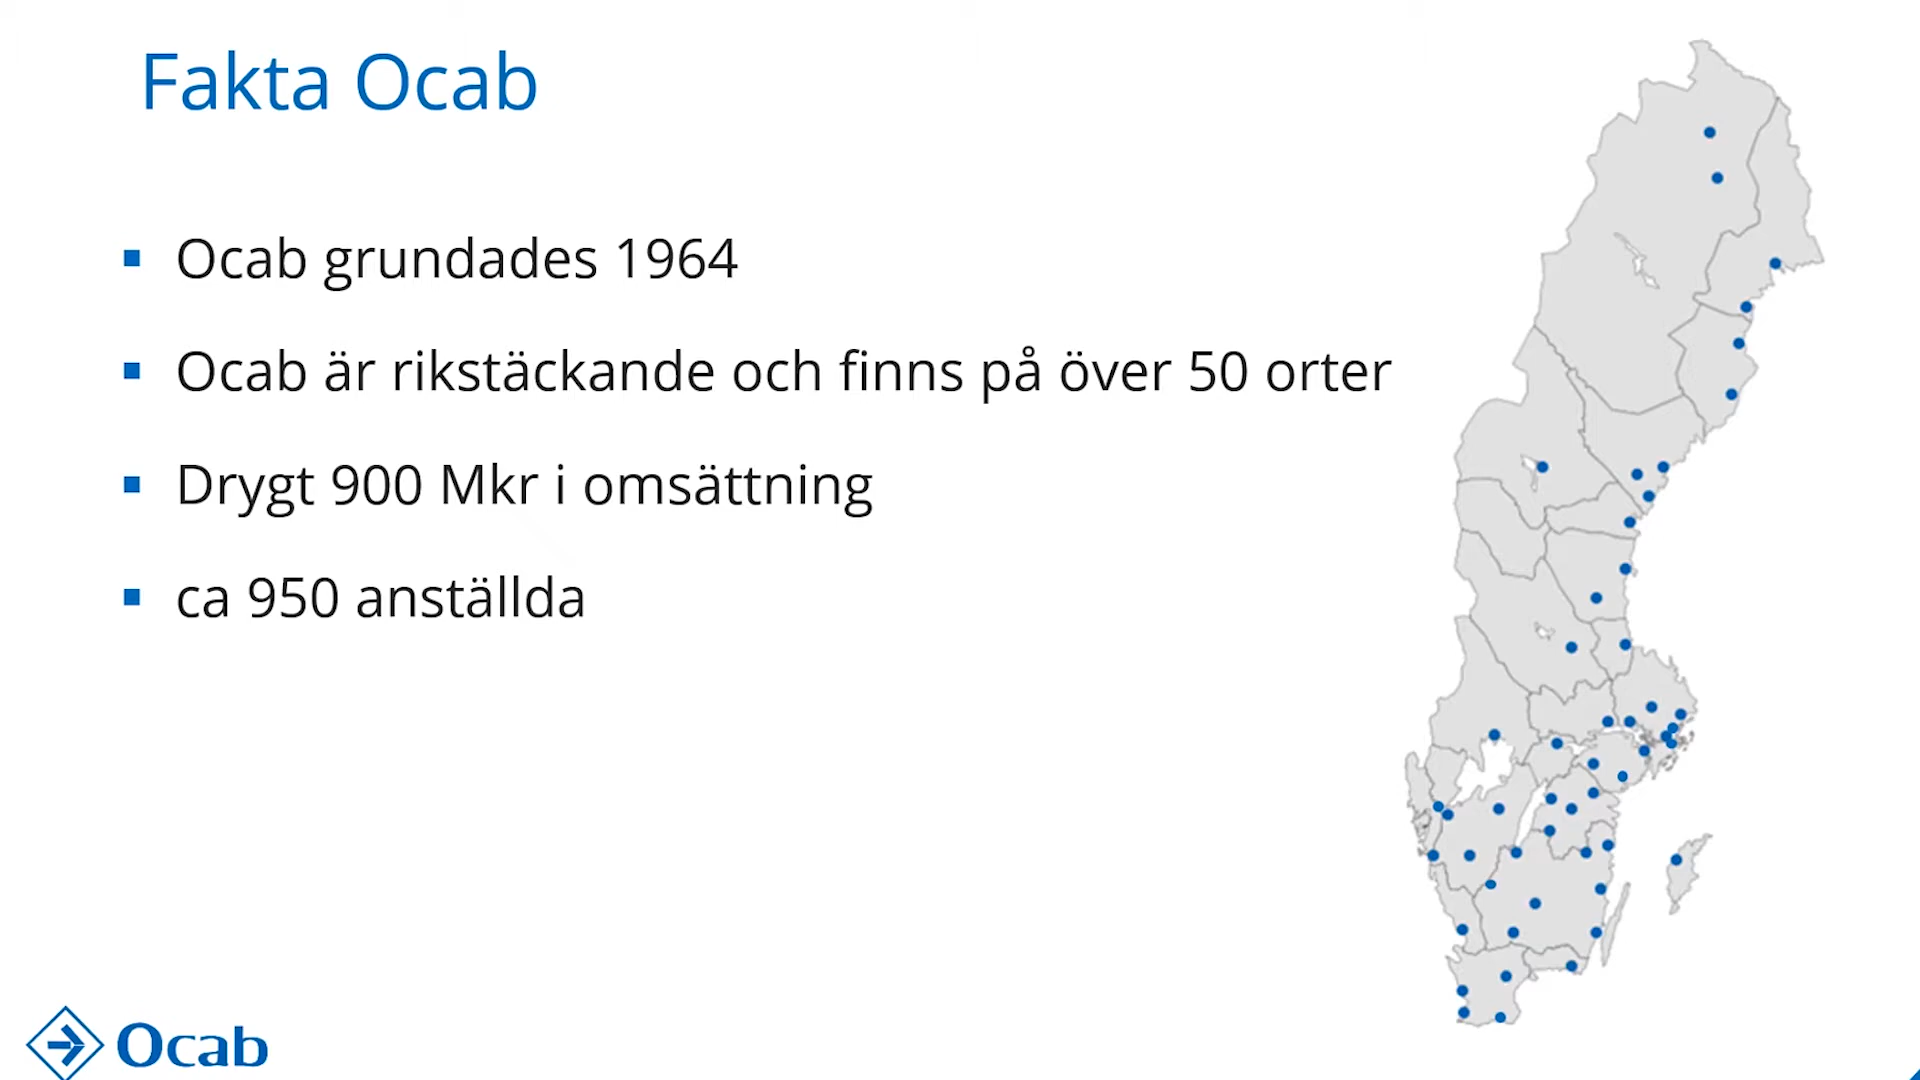 Fakta Ocab
Ocab grundades 1964
Ocab är rikstäckande och finns på över 50 orter
Drygt 900 Mkr i omsättning
ca 950 anställda
Ocab